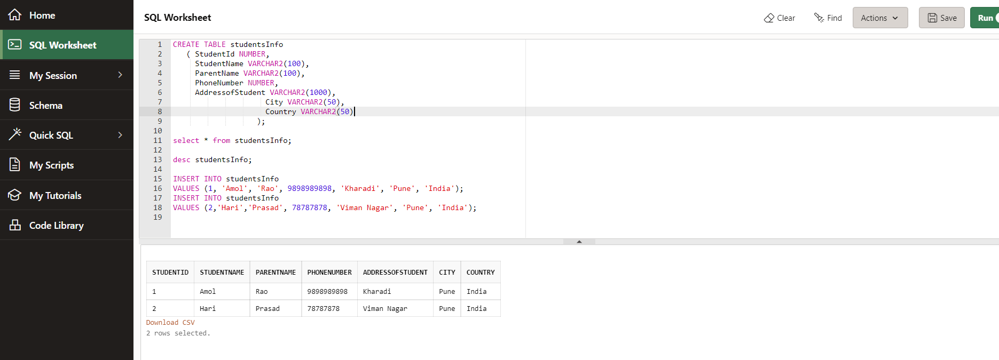 Home
SQL Worksheet
My Session
Schema
Quick SQL
My Scripts
My Tutorials
Code Library
SQL Worksheet
Clear
Find
Actions
Save
Run
1 CREATE TABLE studentsInfo
2 ( StudentId NUMBER,
3 StudentName VARCHAR2(100),
4 ParentName VARCHAR2(100),
5 PhoneNumber NUMBER,
6 AddressofStudent VARCHAR2(1000),
7 City VARCHAR2(50),
8 Country VARCHAR2(50)
9 );
10
11 select * from studentsInfo;
12
13 desc studentsInfo;
14
15 INSERT INTO studentsInfo
16 VALUES (1, 'Amol', 'Rao', 9898989898, 'Kharadi', 'Pune', 'India');
17 INSERT INTO studentsInfo
18 VALUES (2,'Hari','Prasad', 78787878, 'Viman Nagar', 'Pune', 'India');
19
STUDENTID STUDENTNAME PARENTNAME PHONENUMBER ADDRESSOFSTUDENT CITY COUNTRY
1 Amol Rao 9898989898 Kharadi Pune India
2 Hari Prasad 78787878 Viman Nagar Pune India
Download CSV
2 rows selected.